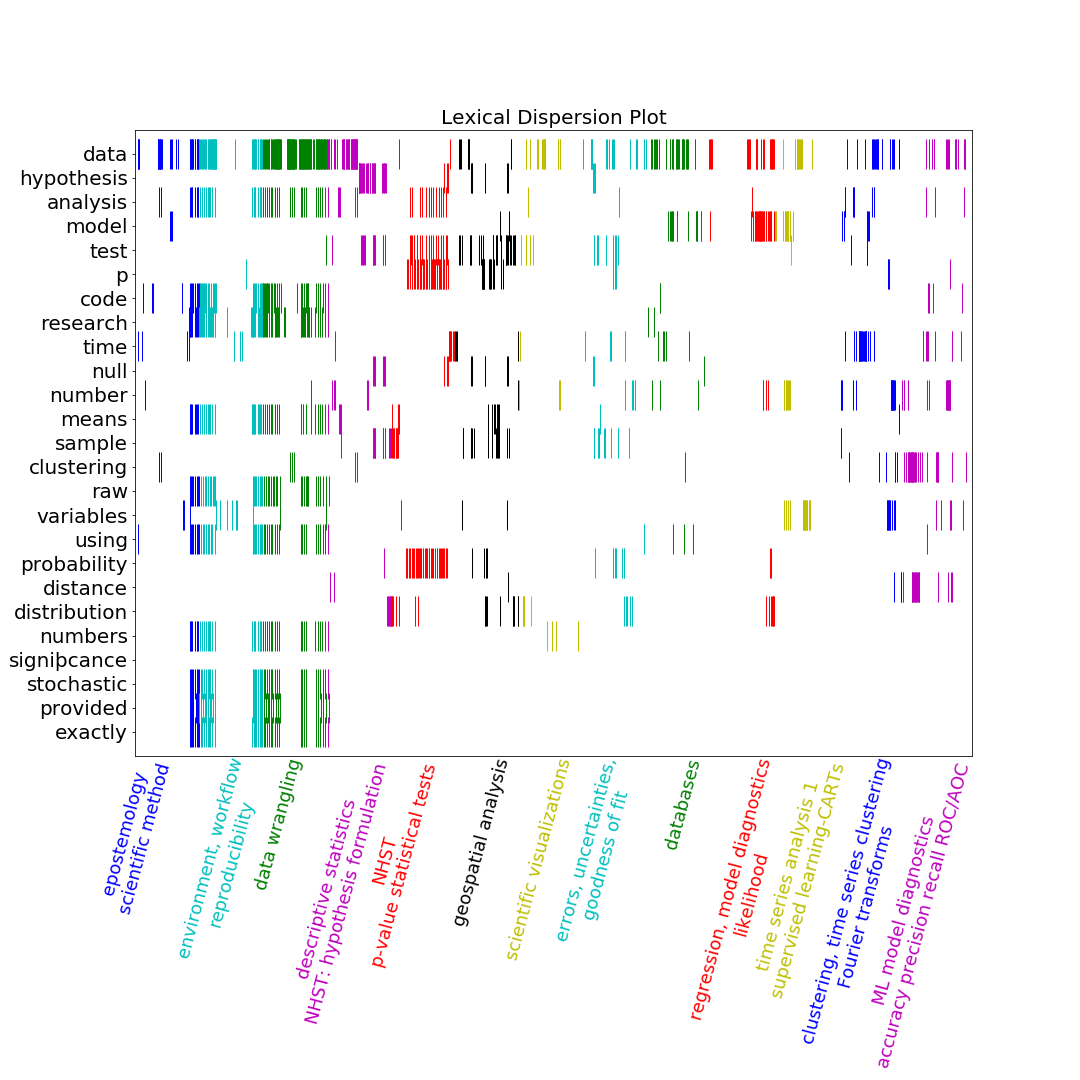 Lexical Dispersion Plot
data
hypothesis
analysis
model
test
p
code
research
time
null
number
means
sample
clustering
raw
variables
using
probability
distance
distribution
numbers
signiþcance
stochastic
provided
exactly
epostemology
scientific method
environment, workflow
reproducibility
data wrangling
descriptive statistics
NHST: hypothesis formulation
NHST
p-value statistical tests
geospatial analysis
scientific visualizations
errors, uncertainties,
goodness of fit
databases
regression, model diagnostics
likelihood
time series analysis 1
supervised learning-CARTs
clustering, time series clustering
Fourier transforms
ML model diagnostics
accuracy precision recall ROC/AOC